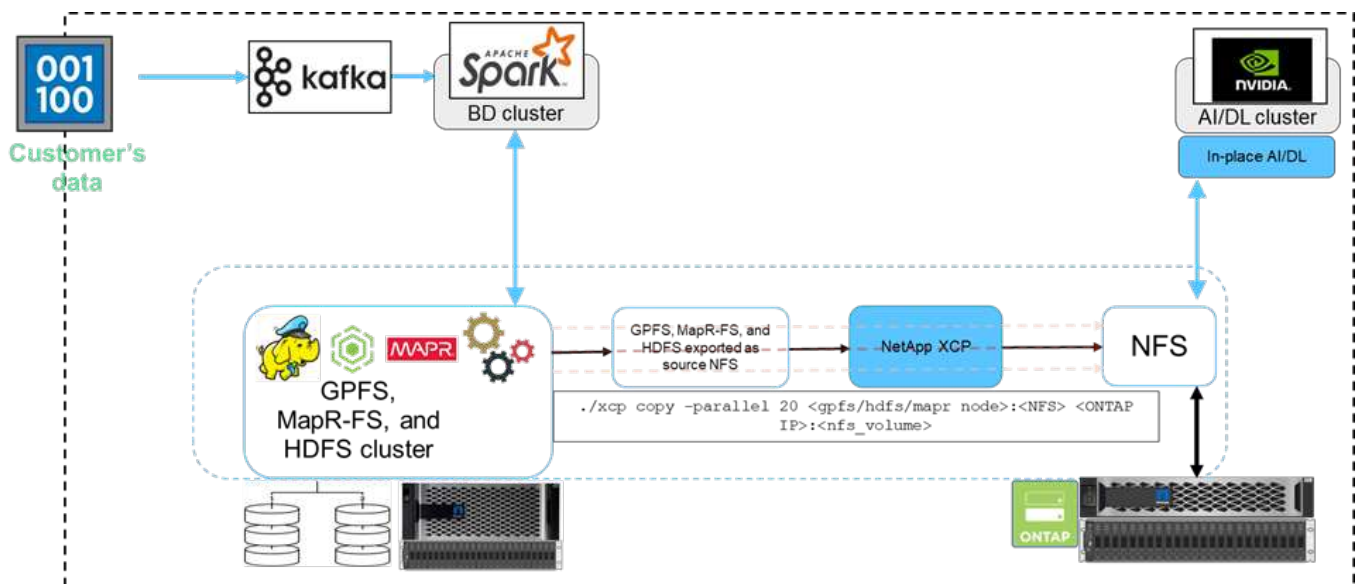 001
100
Customer's
data
kafka
APACHE
Spark
BD cluster
NVIDIA.
AI/DL cluster
In-place AI/DL
MAPR
GPFS,
MapR-FS, and
HDFS cluster
GPFS, MapR-FS, and
HDFS exported as
source NFS
NetApp XCP
NFS
./xcp copy -parallel 20 <gpfs/hdfs/mapr node>:<NFS> <ONTAP
IP>:<nfs_volume>
ONTAP